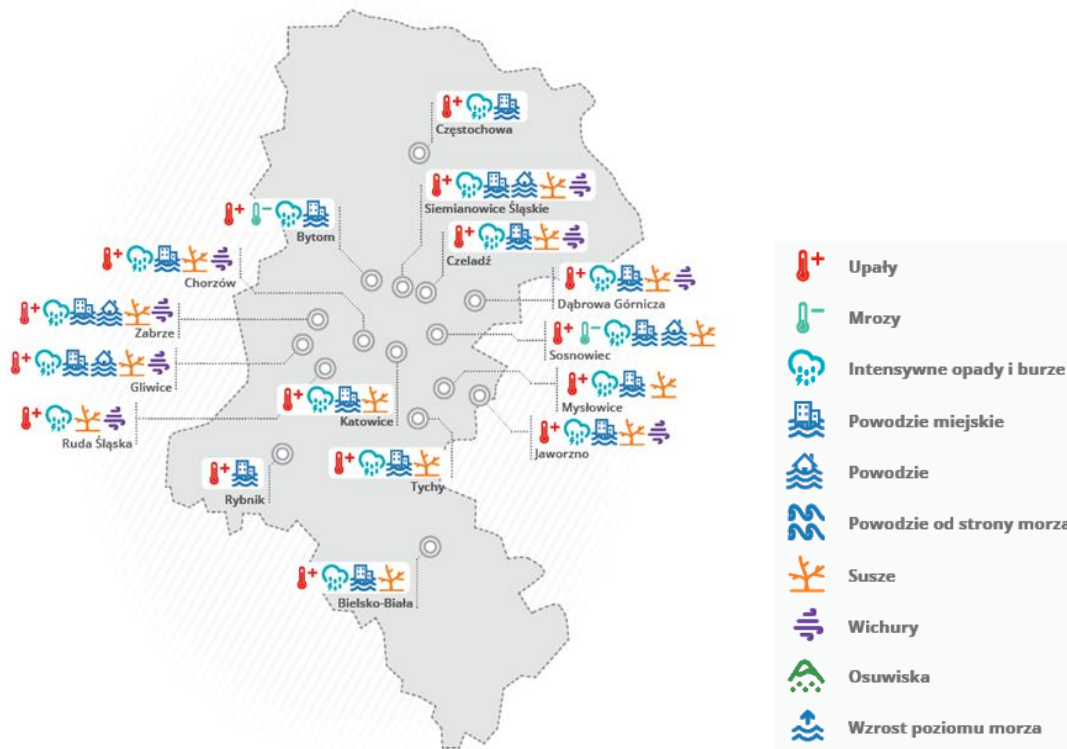 Częstochowa
Siemianowice Śląskie
Bytom
Czeladź
Chorzów
Dąbrowa Górnicza
Zabrze
Sosnowiec
Gliwice
Mysłowice
Katowice
Ruda Śląska
Jaworzno
Tychy
Rybnik
Bielsko-Biała
Upały
Mrozy
Intensywne opady i burze
Powodzie miejskie
Powodzie
Powodzie od strony morza
Susze
Wichury
Osuwiska
Wzrost poziomu morza